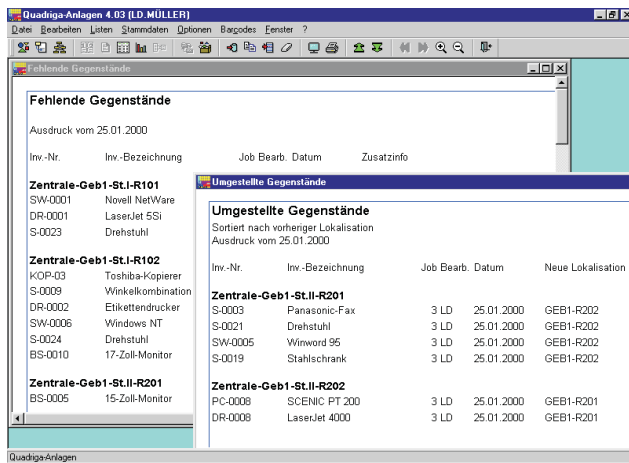 Quadriga-Anlagen 4.03 (LD.MÜLLER)
Datei Bearbeiten Listen Stammdaten Optionen Barcodes Fenster ?
Fehlende Gegenstände
Fehlende Gegenstände
Ausdruck vom 25.01.2000
Inv.-Nr. Inv.-Bezeichnung Job Bearb. Datum Zusatzinfo
Zentrale-Geb1-St.I-R101
SW-0001 Novell NetWare
DR-0001 LaserJet 5Si
S-0023 Drehstuhl
Zentrale-Geb1-St.I-R102
KOP-03 Toshiba-Kopierer
S-0009 Winkelkombination
DR-0002 Etikettendrucker
SW-0006 Windows NT
S-0024 Drehstuhl
BS-0010 17-Zoll-Monitor
Zentrale-Geb1-St.II-R201
BS-0005 15-Zoll-Monitor
Umgestellte Gegenstände
Umgestellte Gegenstände
Sortiert nach vorheriger Lokalisation
Ausdruck vom 25.01.2000
Inv.-Nr. Inv.-Bezeichnung Job Bearb. Datum Neue Lokalisation
Zentrale-Geb1-St.II-R201
S-0003 Panasonic-Fax 3 LD 25.01.2000 GEB1-R202
S-0021 Drehstuhl 3 LD 25.01.2000 GEB1-R202
SW-0005 Winword 95 3 LD 25.01.2000 GEB1-R202
S-0019 Stahlschrank 3 LD 25.01.2000 GEB1-R202
Zentrale-Geb1-St.II-R202
PC-0008 SCENIC PT 200 3 LD 25.01.2000 GEB1-R201
DR-0008 LaserJet 4000 3 LD 25.01.2000 GEB1-R201
Quadriga-Anlagen